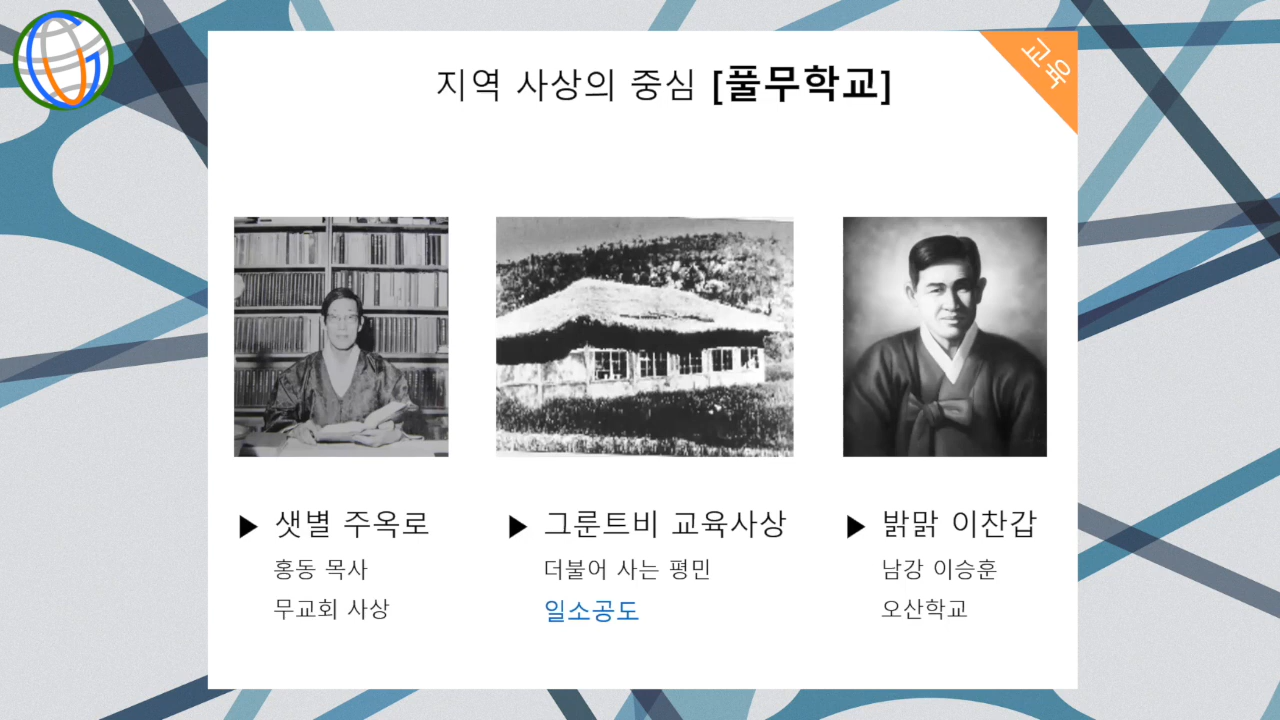 교육
지역 사상의 중심 [풀무학교]
▶ 샛별 주옥로
홍동 목사
무교회 사상
▶ 그룬트비 교육사상
더불어 사는 평민
일소공도
▶ 밝맑 이찬갑
남강 이승훈
오산학교